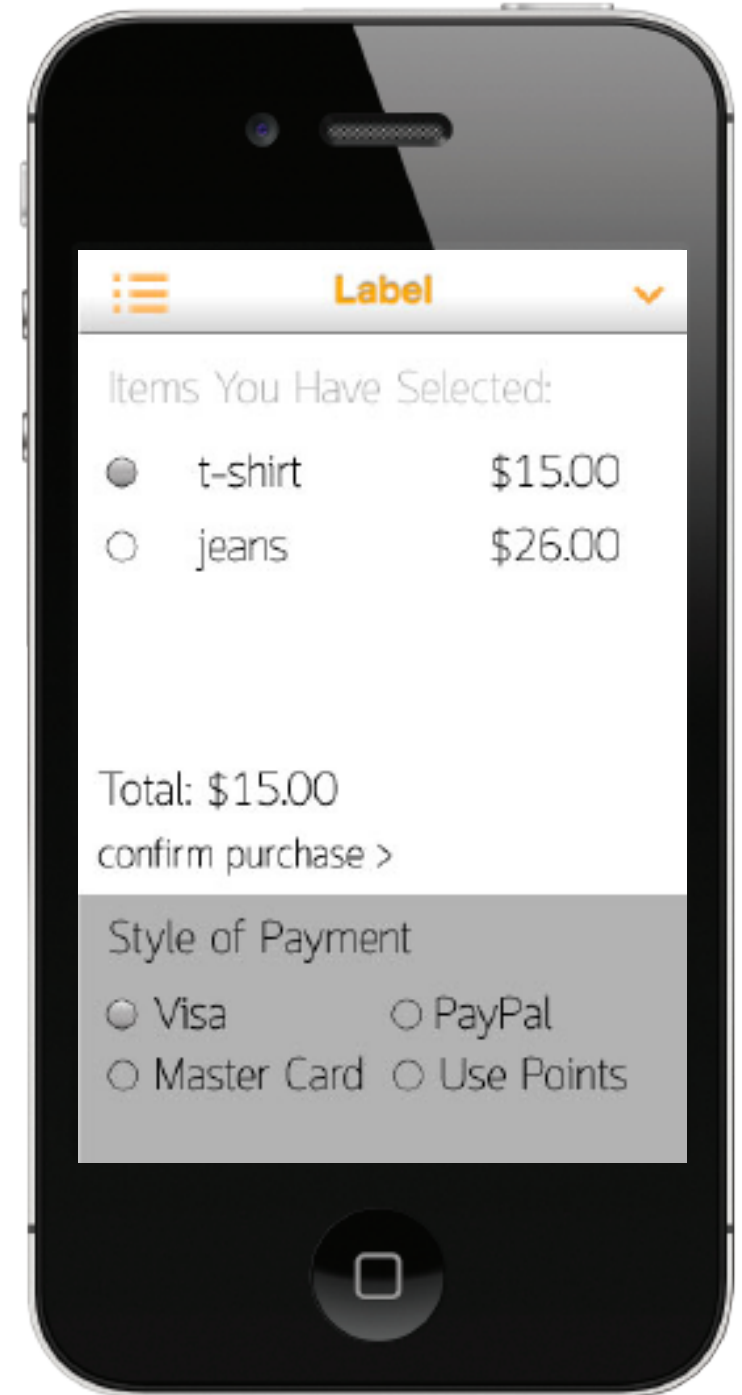 Label
Items You Have Selected:
t-shirt $15.00
jeans $26.00
Total: $15.00
confirm purchase >
Style of Payment
Visa PayPal
Master Card Use Points